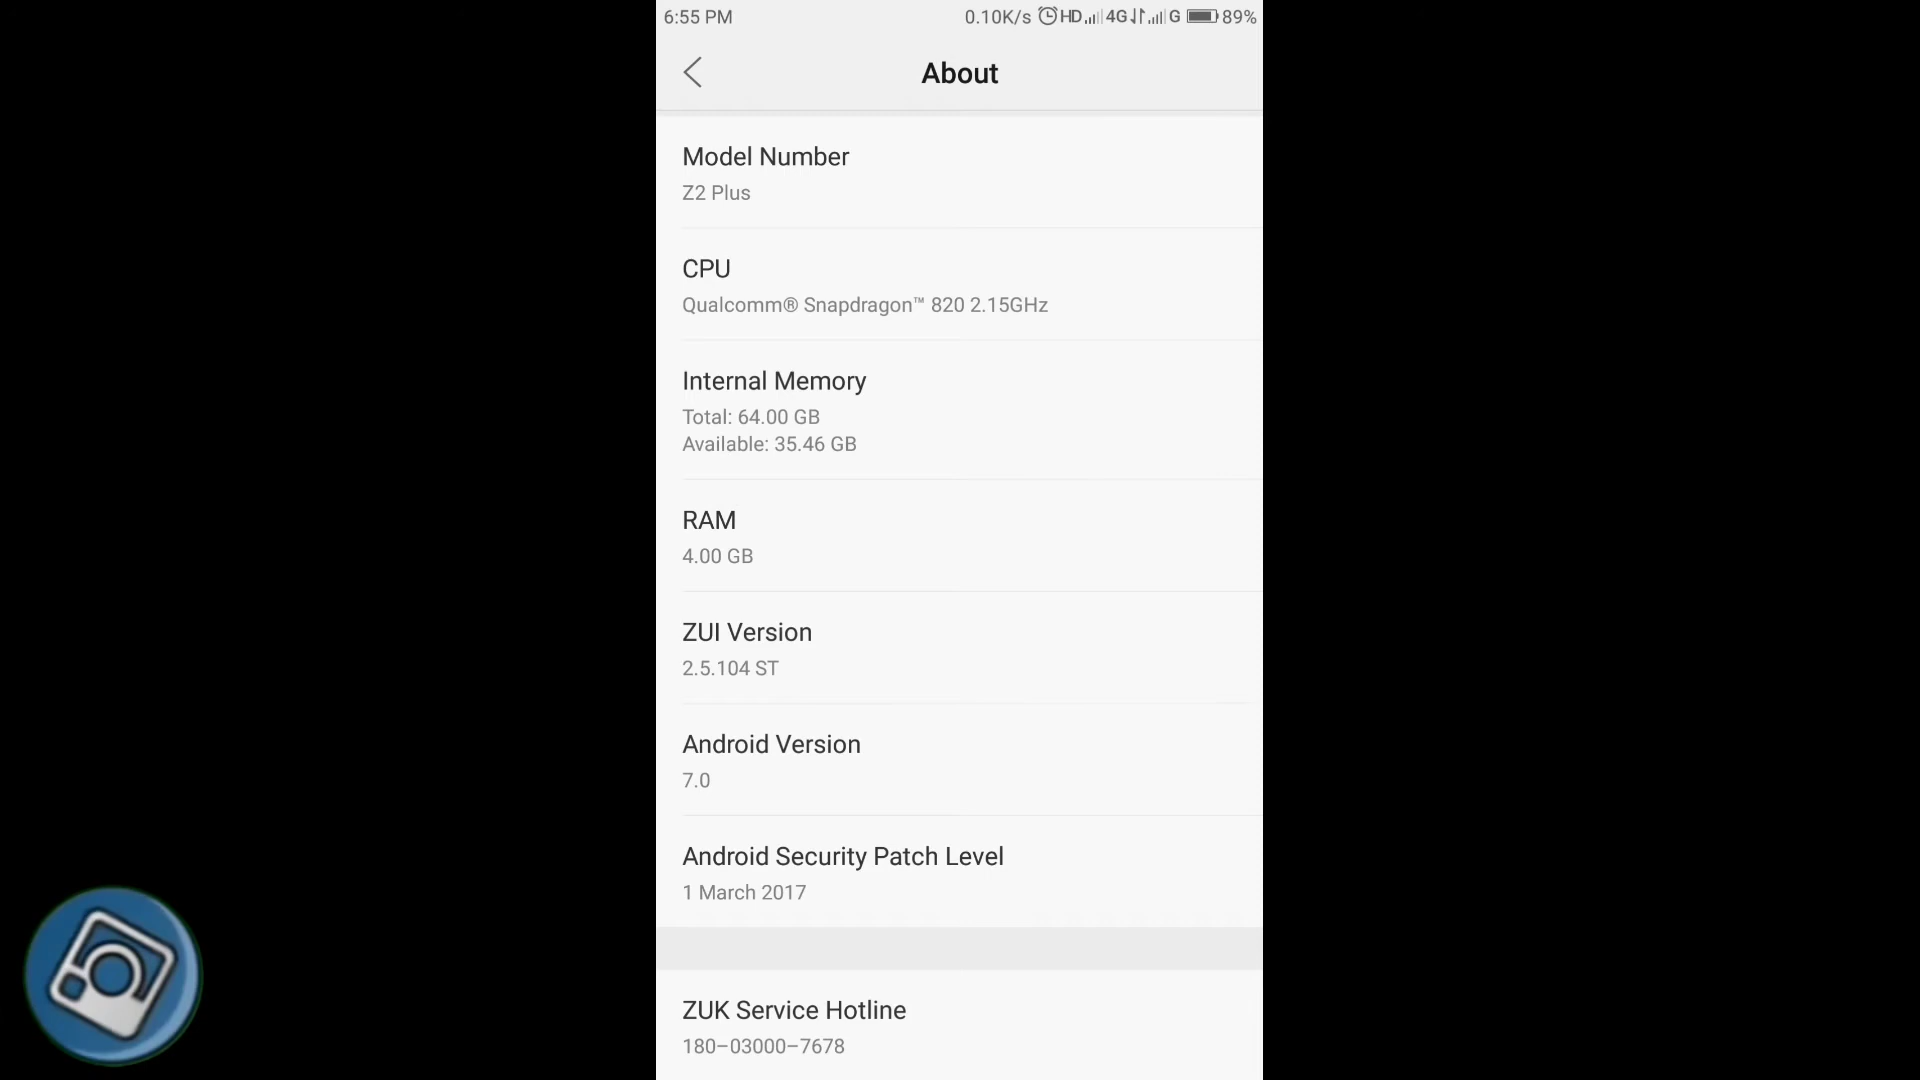 6:55 PM 0.10K/s HD 4G G 89%
About
Model Number
Z2 Plus
CPU
Qualcomm® Snapdragon™ 820 2.15GHz
Internal Memory
Total: 64.00 GB
Available: 35.46 GB
RAM
4.00 GB
ZUI Version
2.5.104 ST
Android Version
7.0
Android Security Patch Level
1 March 2017
ZUK Service Hotline
180–03000–7678